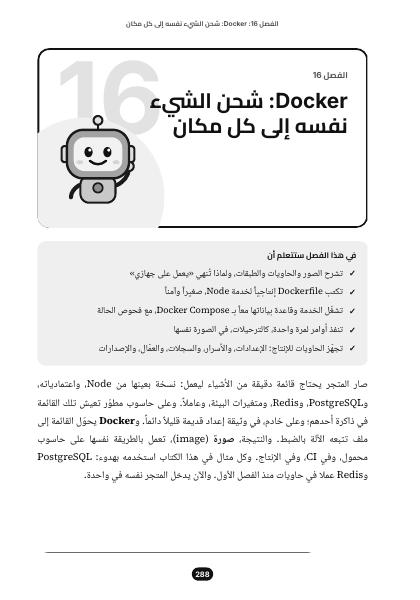 الفصل 16: Docker: شحن الشيء نفسه إلى كل مكان
16
الفصل 16
Docker: شحن الشيء
نفسه إلى كل مكان
في هذا الفصل ستتعلم أن
✓ تشرح الصور والحاويات والطبقات، ولماذا تُنهي «يعمل على جهازي»
✓ تكتب Dockerfile إنتاجياً لخدمة Node، صغيراً وآمناً
✓ تشغّل الخدمة وقاعدة بياناتها معاً بـ Docker Compose، مع فحوص الحالة
✓ تنفذ أوامر لمرة واحدة، كالترحيلات، في الصورة نفسها
✓ تجهّز الحاويات للإنتاج: الإعدادات، والأسرار، والسجلات، والعمّال، والإصدارات
صار المتجر يحتاج قائمة دقيقة من الأشياء ليعمل: نسخة بعينها من Node، واعتمادياته،
وPostgreSQL، وRedis، ومتغيرات البيئة، وعاملاً. وعلى حاسوب مطوّر تعيش تلك القائمة
في ذاكرة أحدهم؛ وعلى خادم، في وثيقة إعداد قديمة قليلاً دائماً. وDocker يحوّل القائمة إلى
ملف تتبعه الآلة بالضبط. والنتيجة، صورة (image)، تعمل بالطريقة نفسها على حاسوب
محمول، وفي CI، وفي الإنتاج. وكل مثال في هذا الكتاب استخدمه بهدوء: PostgreSQL
وRedis عملا في حاويات منذ الفصل الأول. والآن يدخل المتجر نفسه في واحدة.
288